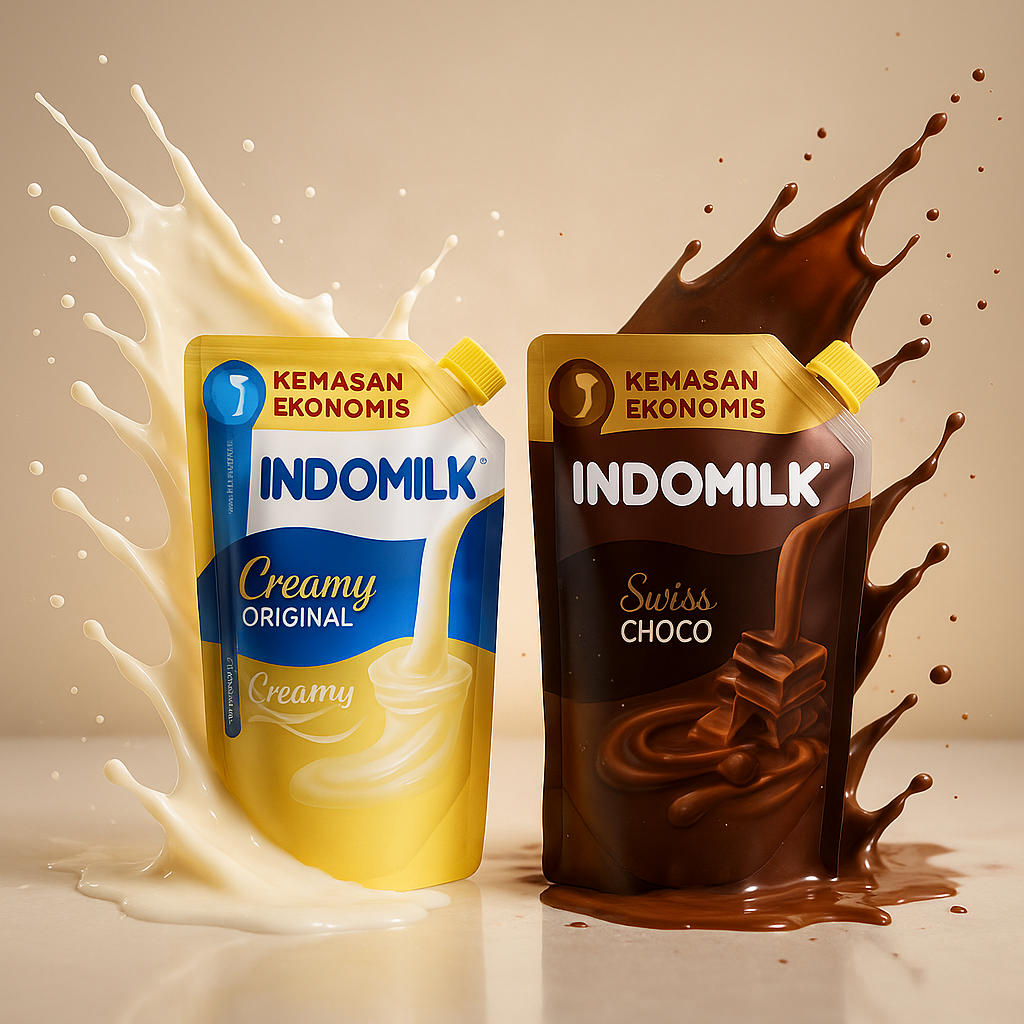 KEMASAN
EKONOMIS
INDOMILK
Creamy
ORIGINAL
Creamy
KEMASAN
EKONOMIS
INDOMILK
Swiss
CHOCO